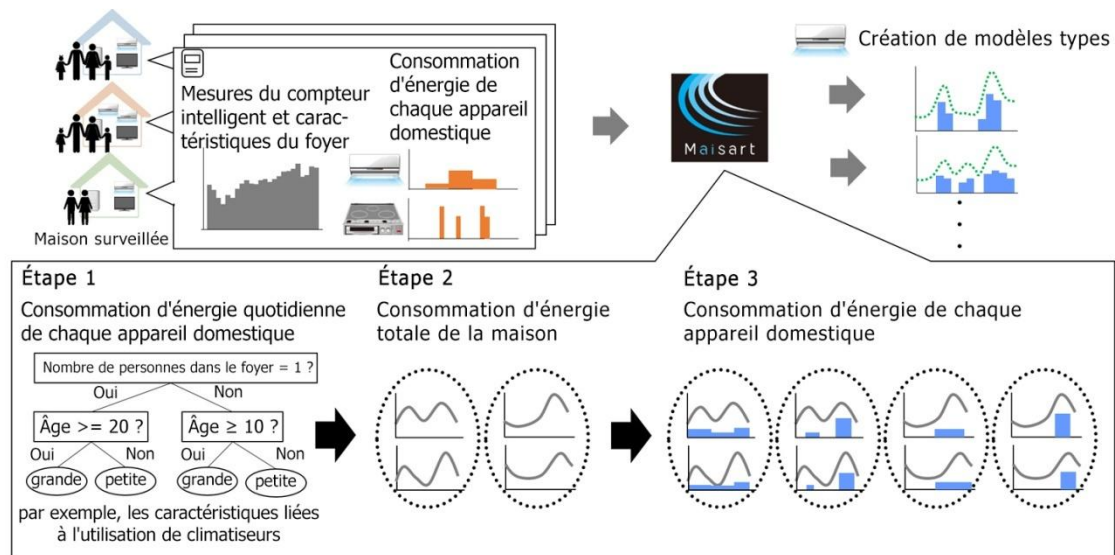 Création de modèles types
Mesures du compteur
intelligent et carac-
téristiques du foyer
Consommation
d'énergie de
chaque appareil
domestique
Maisart
Maison surveillée
Étape 1
Consommation d'énergie quotidienne
de chaque appareil domestique
Nombre de personnes dans le foyer = 1 ?
Oui
Non
Âge >= 20 ?
Âge ≥ 10 ?
Oui
Non
Oui
Non
grande
petite
grande
petite
par exemple, les caractéristiques liées
à l'utilisation de climatiseurs
Étape 2
Consommation d'énergie
totale de la maison
Étape 3
Consommation d'énergie de chaque
appareil domestique